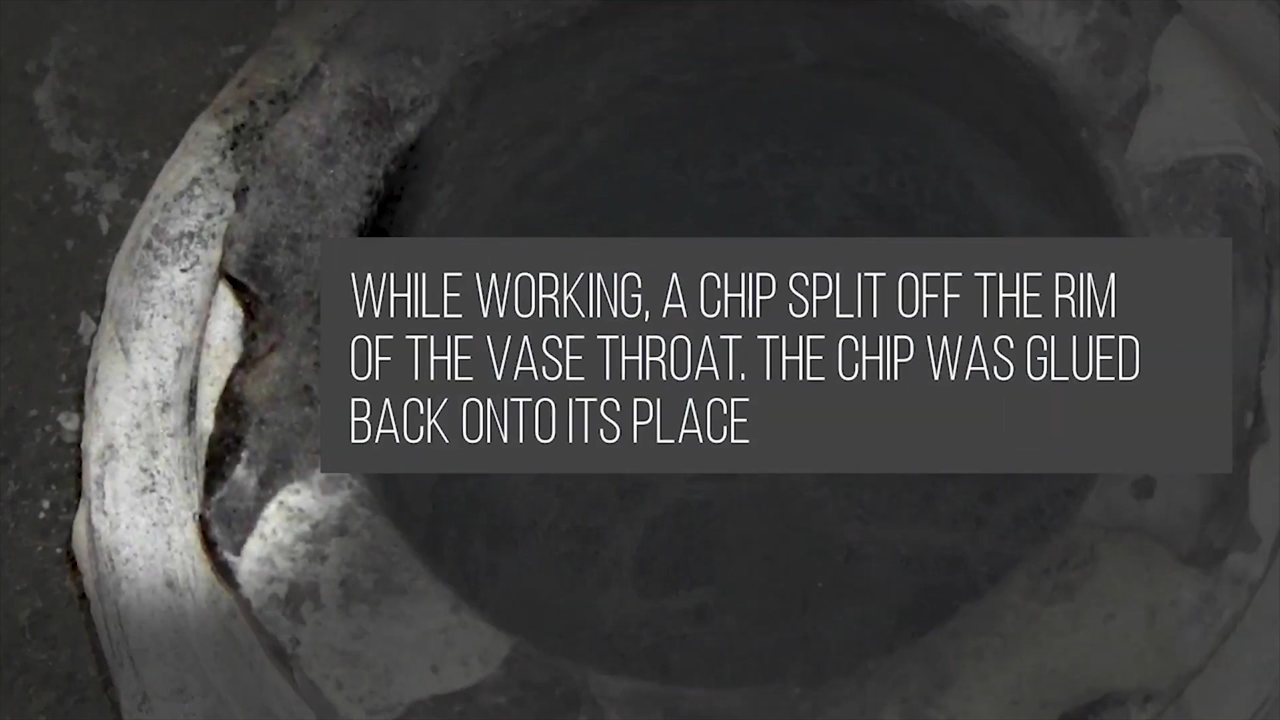 WHILE WORKING, A CHIP SPLIT OFF THE RIM
OF THE VASE THROAT. THE CHIP WAS GLUED
BACK ONTO ITS PLACE